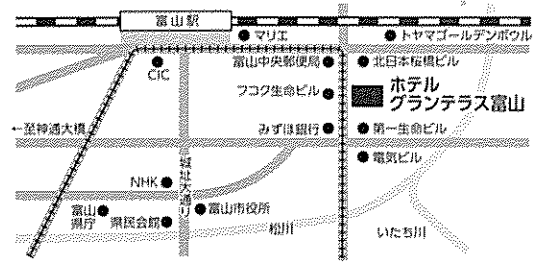 富山駅
マリエ
トヤマゴールデンボウル
CIC
富山中央郵便局
北日本桜橋ビル
フコク生命ビル
ホテル
グランテラス富山
←至神通大橋
みずほ銀行
第一生命ビル
城址大通り
電気ビル
NHK
富山
県庁
県民会館
富山市役所
松川
いたち川